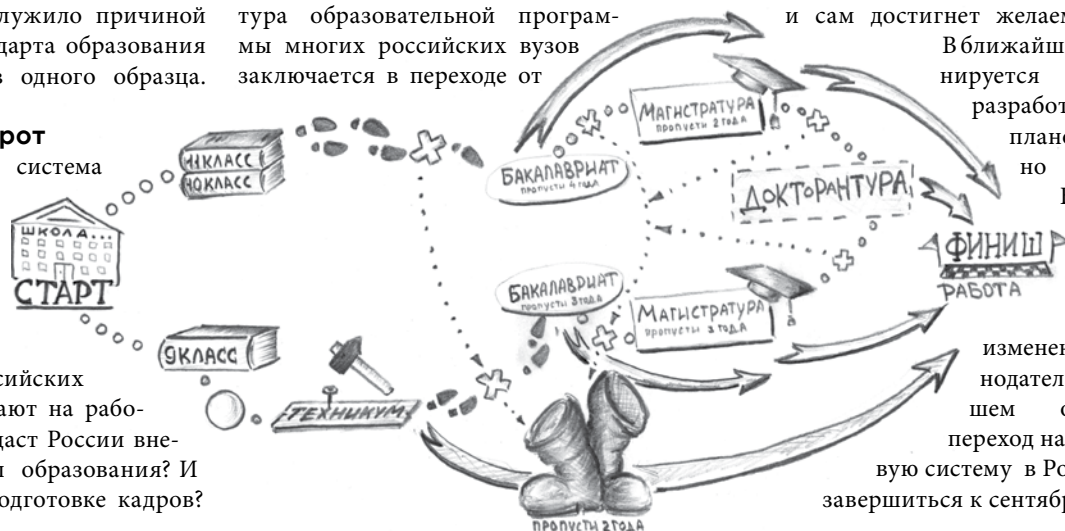 лужило причиной
дарта образования
в одного образца.
рот
система
тура образовательной програм-
мы многих российских вузов
заключается в переходе от
и сам достигнет желаем
В ближайш
нируется
разработ
плано
но
ШКОЛА...
СТАРТ
11 КЛАСС
10 КЛАСС
9 КЛАСС
ТЕХНИКУМ
БАКАЛАВРИАТ
пропусти 4 года
МАГИСТРАТУРА
пропусти 2 года
ДОКТОРАНТУРА
БАКАЛАВРИАТ
пропусти 3 года
МАГИСТРАТУРА
пропусти 3 года
ФИНИШ
РАБОТА
ПРОПУСТИ 2 ГОДА
сийских
ают на рабо-
даст России вне-
образования? И
одготовке кадров?
изменен
нодател
шем о
переход на
вую систему в Ро
завершиться к сентябр